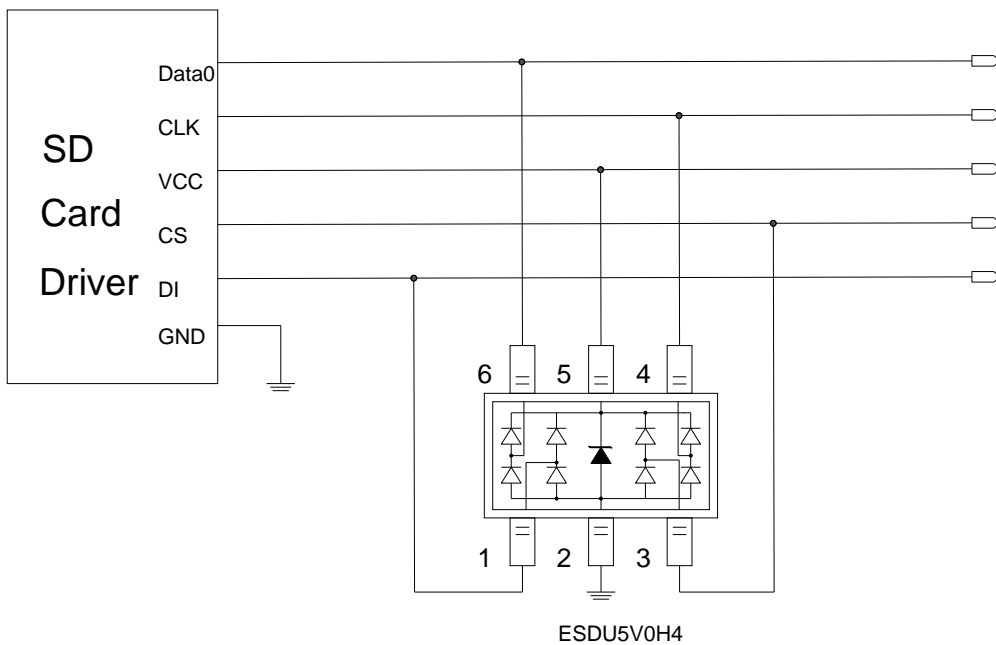 Data0
CLK
SD
VCC
Card
CS
Driver
DI
GND
6 5 4
1 2 3
ESDU5V0H4